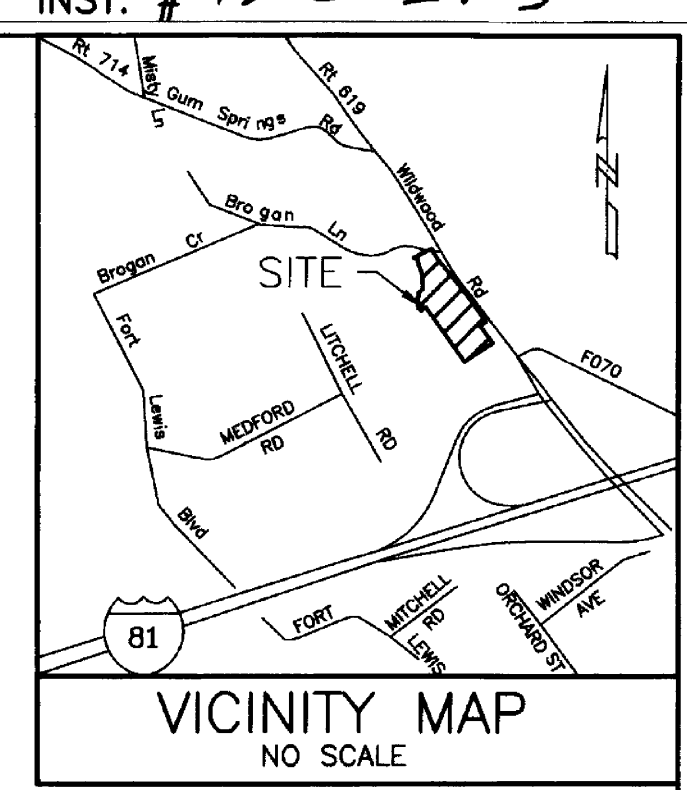 INST. #
Rt 714
Misty Ln
Gum Springs Rd
Rt 619
Wildwood Rd
Brogan Ln
Brogan Cr
SITE
N
Fort Lewis Blvd
LITCHELL RD
MEDFORD RD
F070
81
FORT LEWIS
MITCHELL RD
ORCHARD ST
WINDSOR AVE
VICINITY MAP
NO SCALE